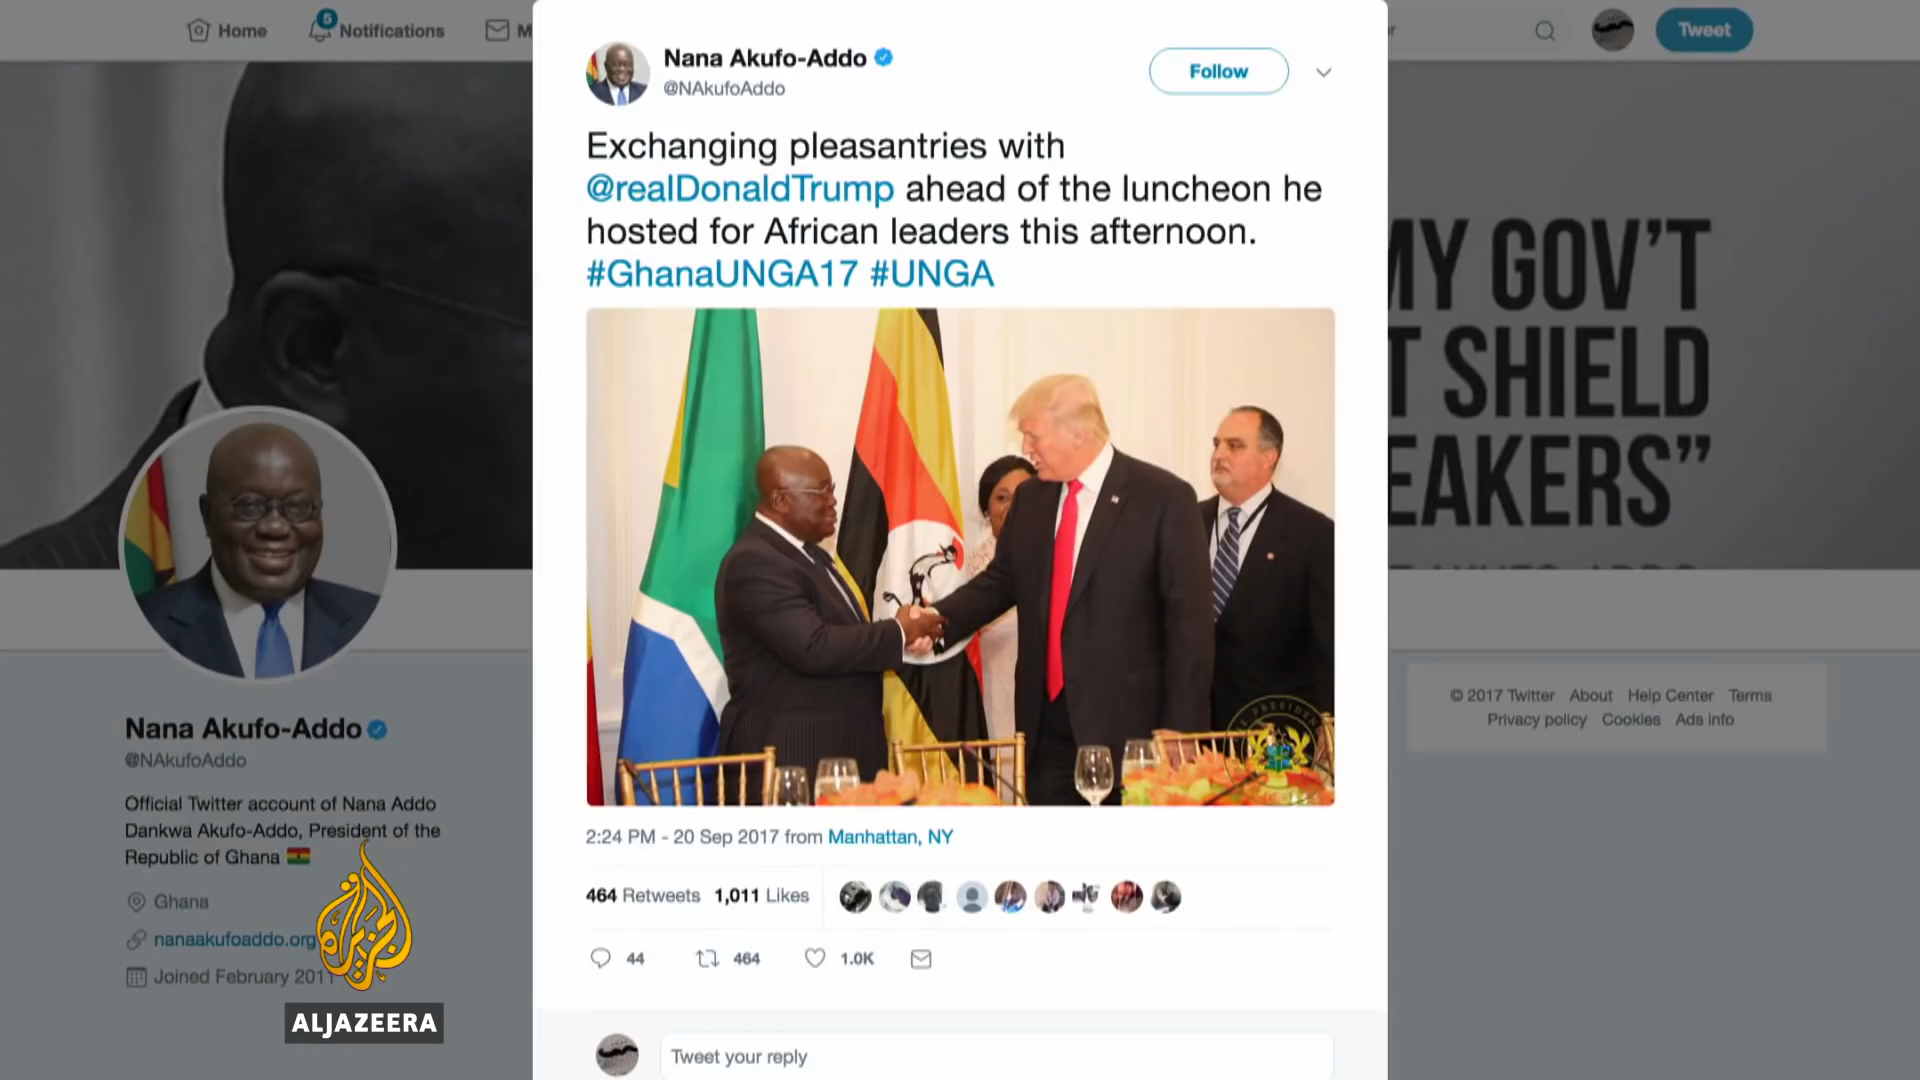 Home
5
Notifications
M
Tweet
Nana Akufo-Addo
@NAkufoAddo
Follow
Exchanging pleasantries with
@realDonaldTrump ahead of the luncheon he
hosted for African leaders this afternoon.
#GhanaUNGA17 #UNGA
MY GOV'T
T SHIELD
EAKERS”
2:24 PM - 20 Sep 2017 from Manhattan, NY
464 Retweets 1,011 Likes
44
464
1.0K
Tweet your reply
Nana Akufo-Addo
@NAkufoAddo
Official Twitter account of Nana Addo
Dankwa Akufo-Addo, President of the
Republic of Ghana
Ghana
nanaakufoaddo.org
Joined February 2011
الجزيرة
ALJAZEERA
© 2017 Twitter About Help Center Terms
Privacy policy Cookies Ads info